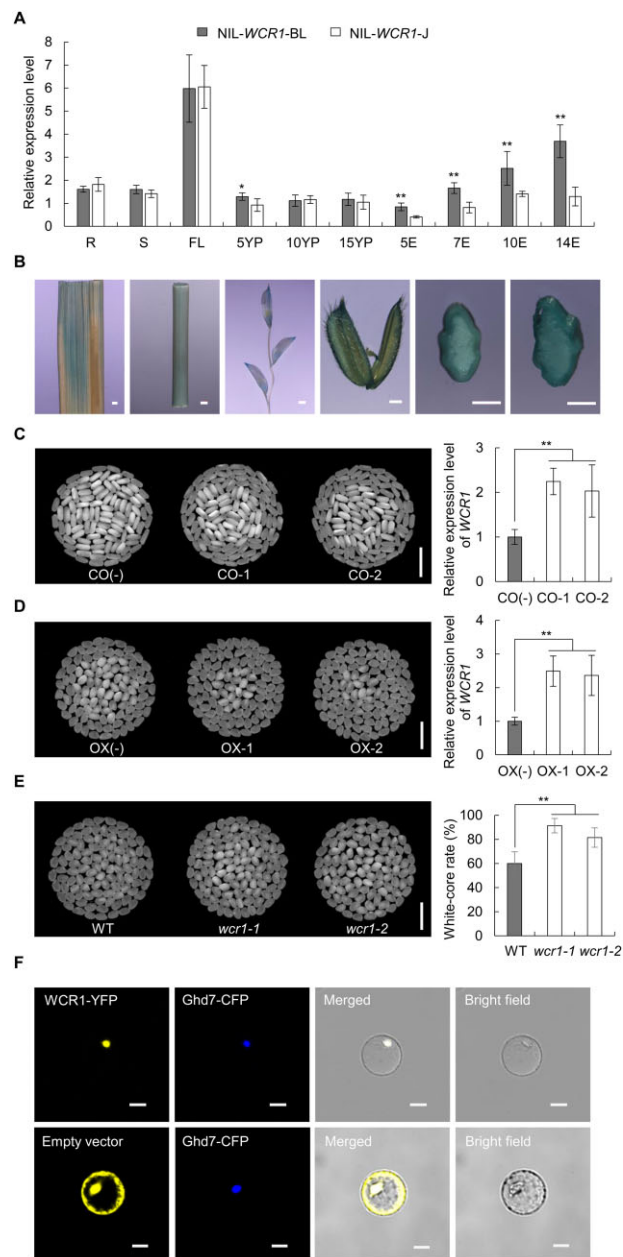 A
NIL-WCR1-BL NIL-WCR1-J
Relative expression level
8
7
6
5
4
3
2
1
0
*
**
**
**
**
R S FL 5YP 10YP 15YP 5E 7E 10E 14E
B
C
CO(-) CO-1 CO-2
Relative expression level
of WCR1
3
2
1
0
**
CO(-) CO-1 CO-2
D
OX(-) OX-1 OX-2
Relative expression level
of WCR1
4
3
2
1
0
**
OX(-) OX-1 OX-2
E
WT wcr1-1 wcr1-2
White-core rate (%)
100
80
60
40
20
0
**
WT wcr1-1 wcr1-2
F
WCR1-YFP Ghd7-CFP Merged Bright field
Empty vector Ghd7-CFP Merged Bright field